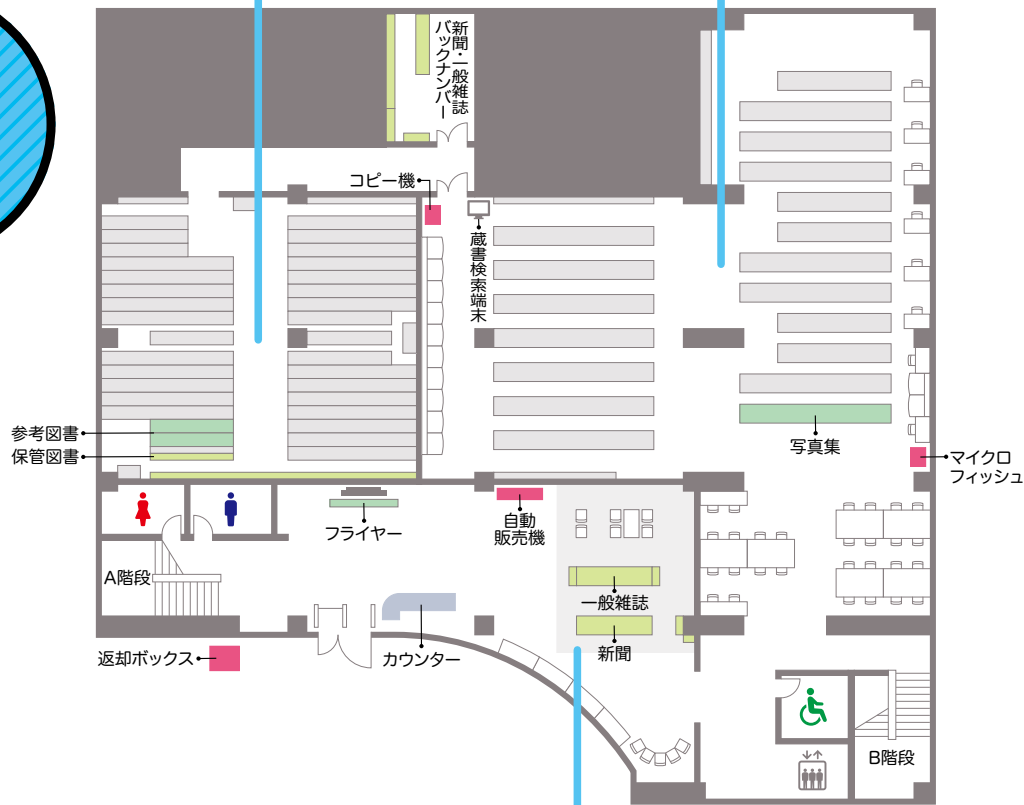 新聞・一般雑誌
バックナンバー
コピー機
蔵書検索端末
参考図書
保管図書
写真集
マイクロ
フィッシュ
フライヤー
自動
販売機
A階段
一般雑誌
新聞
返却ボックス
カウンター
B階段